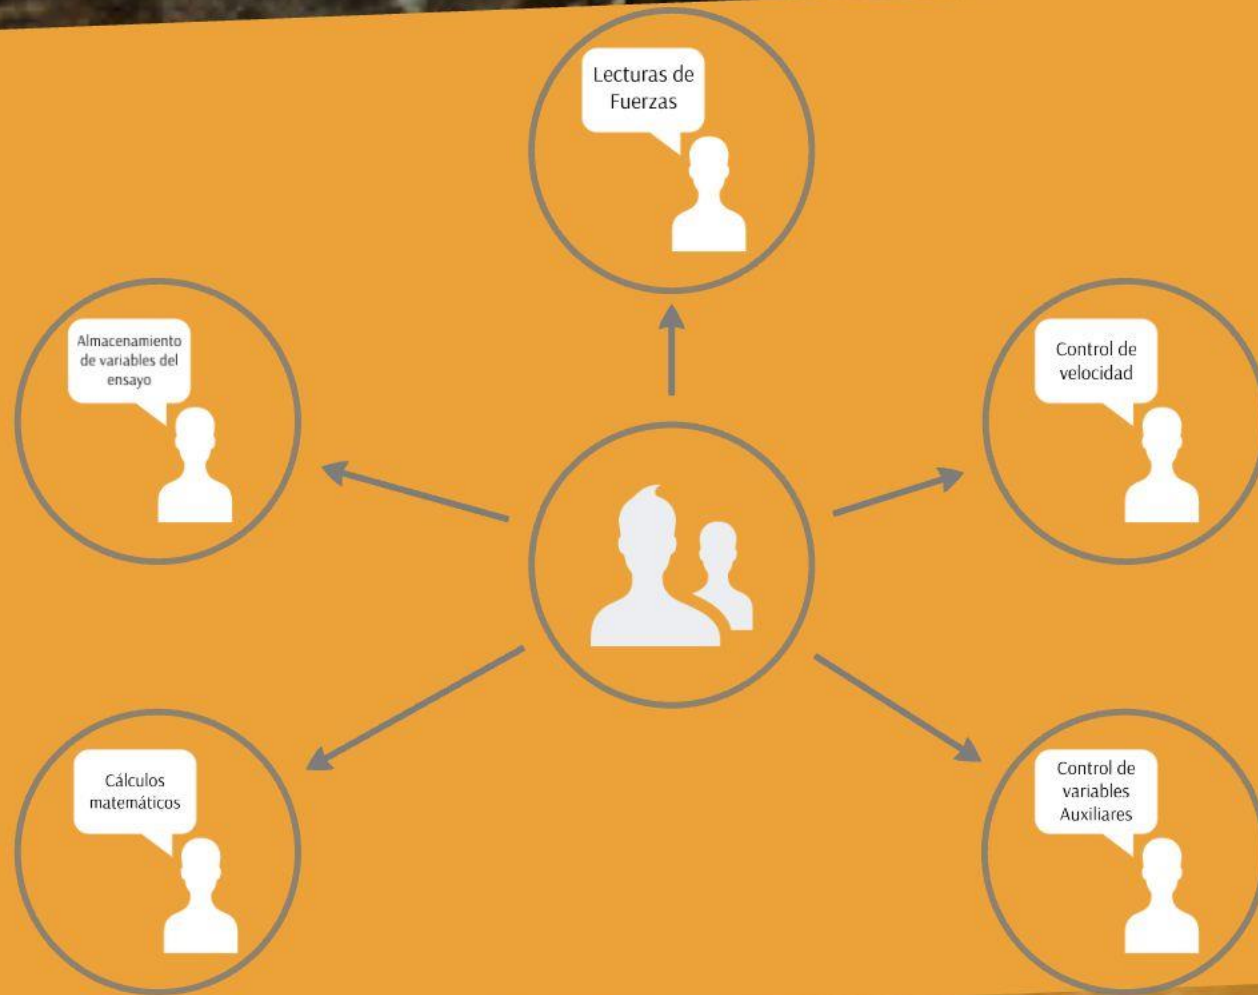 Lecturas de
Fuerzas
Almacenamiento
de variables del
ensayo
Control de
velocidad
Cálculos
matemáticos
Control de
variables
Auxiliares